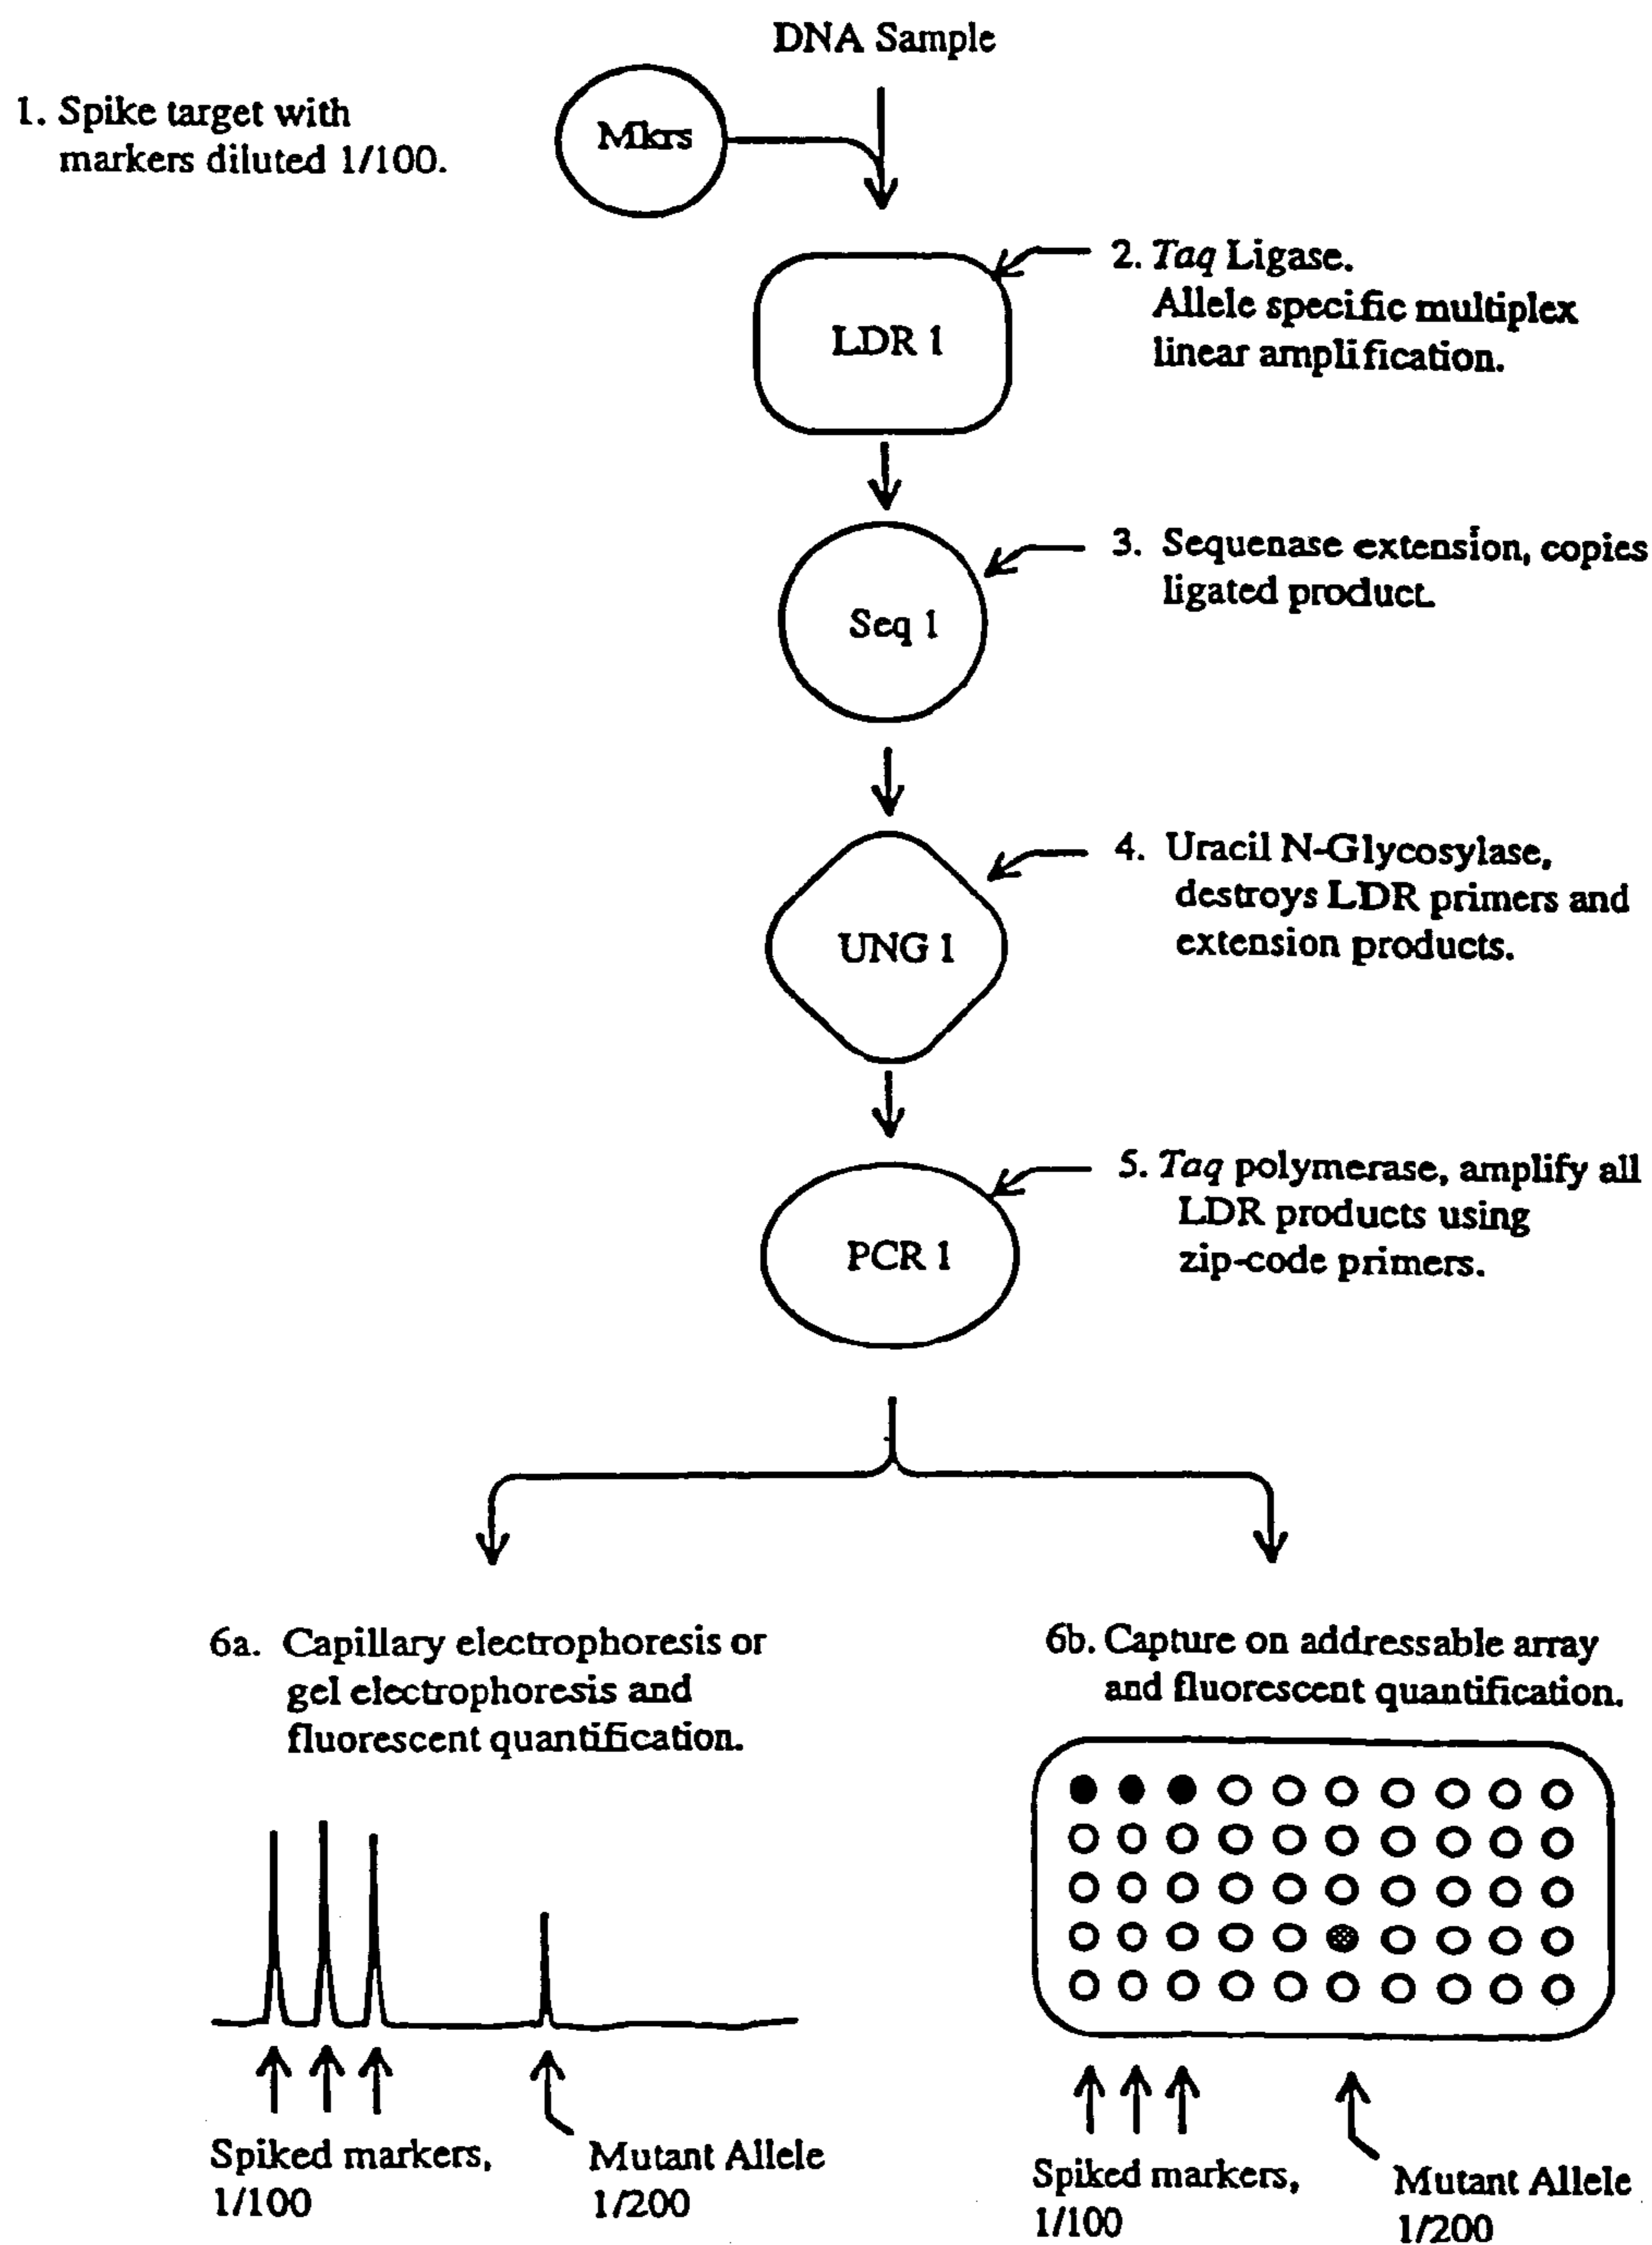 DNA Sample
1. Spike target with
markers diluted 1/100.
Mkrs
2. Taq Ligase.
Allele specific multiplex
linear amplification.
LDR 1
3. Sequenase extension, copies
ligated product.
Seq 1
4. Uracil N-Glycosylase,
destroys LDR primers and
extension products.
UNG 1
5. Taq polymerase, amplify all
LDR products using
zip-code primers.
PCR 1
6a. Capillary electrophoresis or
gel electrophoresis and
fluorescent quantification.
6b. Capture on addressable array
and fluorescent quantification.
Spiked markers,
1/100
Mutant Allele
1/200
Spiked markers,
1/100
Mutant Allele
1/200